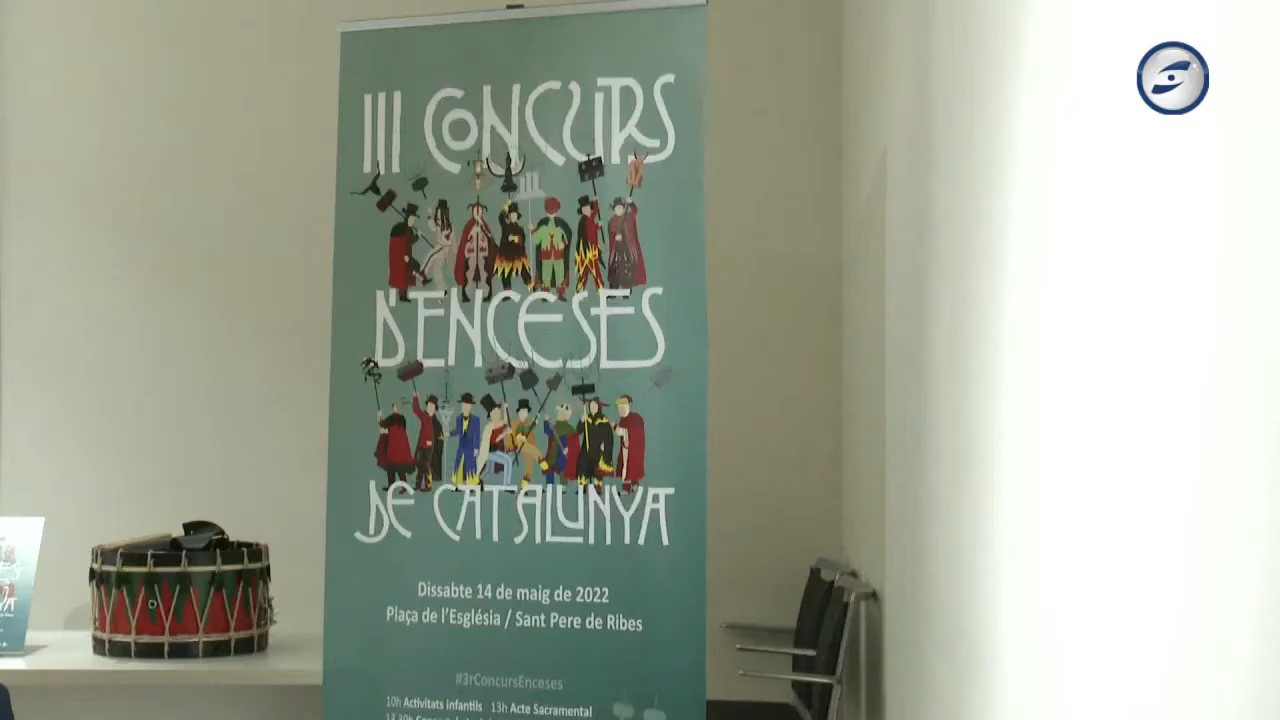 III CONCURS
D'ENCESES
DE CATALUNYA
Dissabte 14 de maig de 2022
Plaça de l'Església / Sant Pere de Ribes
#3rConcursEnceses
10h Activitats infantils 13h Acte Sacramental